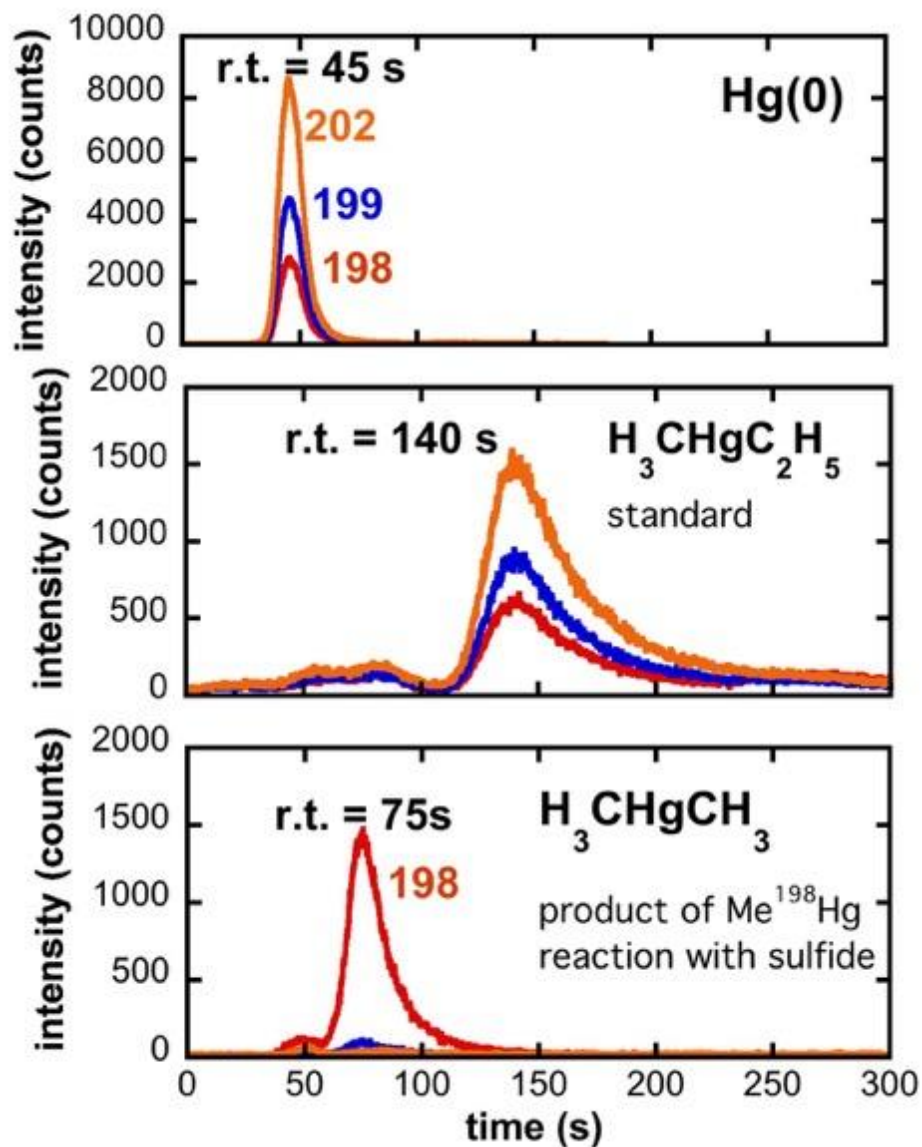 10000
8000
6000
4000
2000
0
intensity (counts)
r.t. = 45 s
Hg(0)
202
199
198
2000
1500
1000
500
0
intensity (counts)
r.t. = 140 s
H₃CHgC₂H₅
standard
2000
1500
1000
500
0
intensity (counts)
r.t. = 75s
H₃CHgCH₃
198
product of Me¹⁹⁸Hg
reaction with sulfide
0 50 100 150 200 250 300
time (s)